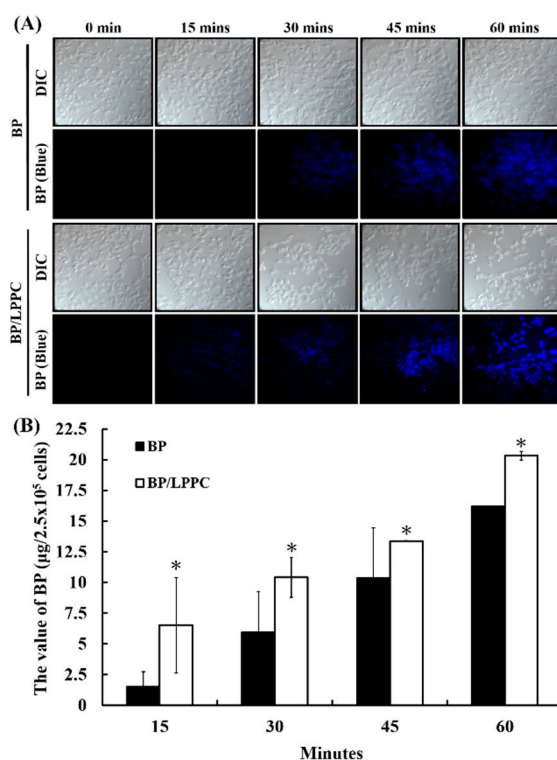 (A)
0 min 15 mins 30 mins 45 mins 60 mins
BP
DIC
BP (Blue)
BP/LPPC
DIC
BP (Blue)
(B)
The value of BP (μg/2.5x10⁵ cells)
22.5
20
17.5
15
12.5
10
7.5
5
2.5
0
BP
BP/LPPC
* * * *
15 30 45 60
Minutes